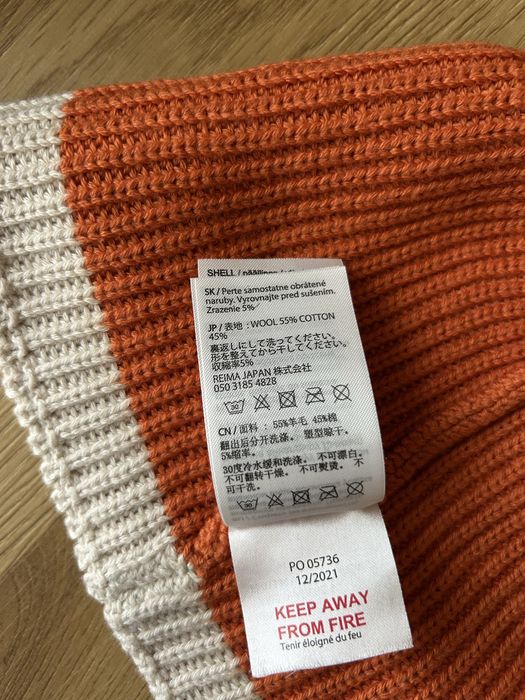 SHELL / päällinen /
SK / Perte samostatne obrátené
naruby. Vyrovnajte pred sušením.
Zrazenie 5%
JP / 表地 : WOOL 55% COTTON
45%
裏返しにして洗ってください。
形を整えてから干してください。
収縮率5%
REIMA JAPAN 株式会社
050 3185 4828
30
CN / 面料 : 55%羊毛 45%棉
翻出后分开洗涤. 塑型晾干.
5%缩率.
30度冷水缓和洗涤. 不可漂白.
不可翻转干燥. 不可熨烫. 不
可干洗.
30
PO 05736
12/2021
KEEP AWAY
FROM FIRE
Tenir éloigné du feu